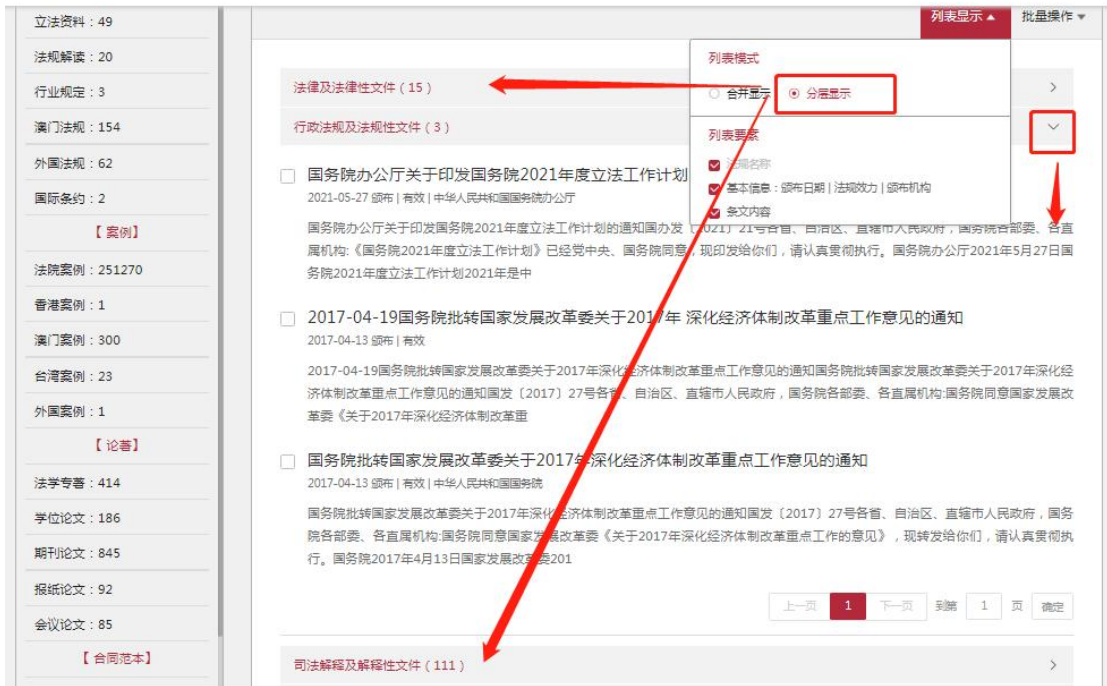 立法资料：49
法规解读：20
行业规定：3
澳门法规：154
外国法规：62
国际条约：2
【 案例】
法院案例：251270
香港案例：1
澳门案例：300
台湾案例：23
外国案例：1
【 论著】
法学专著：414
学位论文：186
期刊论文：845
报纸论文：92
会议论文：85
【 合同范本】
列表显示▲
批量操作▼
列表模式
合并显示
分层显示
列表要素
法规名称
基本信息：颁布日期 | 法规效力 | 颁布机构
条文内容
法律及法律性文件（15）
行政法规及法规性文件（3）
国务院办公厅关于印发国务院2021年度立法工作计划
2021-05-27 颁布 | 有效 | 中华人民共和国国务院办公厅
国务院办公厅关于印发国务院2021年度立法工作计划的通知国办发〔2021〕21号各省、自治区、直辖市人民政府，国务院各部委、各直
属机构:《国务院2021年度立法工作计划》已经党中央、国务院同意，现印发给你们，请认真贯彻执行。国务院办公厅2021年5月27日国
务院2021年度立法工作计划2021年是中
2017-04-19国务院批转国家发展改革委关于2017年 深化经济体制改革重点工作意见的通知
2017-04-13 颁布 | 有效
2017-04-19国务院批转国家发展改革委关于2017年深化经济体制改革重点工作意见的通知国务院批转国家发展改革委关于2017年深化经
济体制改革重点工作意见的通知国发〔2017〕27号各省、自治区、直辖市人民政府，国务院各部委、各直属机构:国务院同意国家发展改
革委《关于2017年深化经济体制改革重
国务院批转国家发展改革委关于2017年深化经济体制改革重点工作意见的通知
2017-04-13 颁布 | 有效 | 中华人民共和国国务院
国务院批转国家发展改革委关于2017年深化经济体制改革重点工作意见的通知国发〔2017〕27号各省、自治区、直辖市人民政府，国务
院各部委、各直属机构:国务院同意国家发展改革委《关于2017年深化经济体制改革重点工作的意见》，现转发给你们，请认真贯彻执
行。国务院2017年4月13日国家发展改革委201
上一页 1 下一页 到第 1 页 确定
司法解释及解释性文件（111）